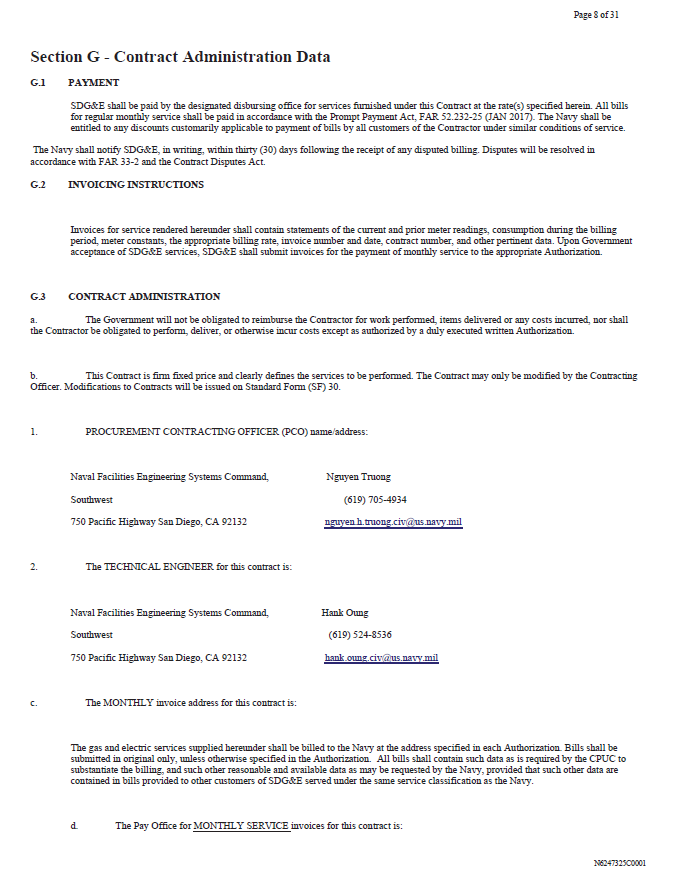 Page 8 of 31
Section G - Contract Administration Data
G.1 PAYMENT
SDG&E shall be paid by the designated disbursing office for services furnished under this Contract at the rate(s) specified herein. All bills
for regular monthly service shall be paid in accordance with the Prompt Payment Act, FAR 52.232-25 (JAN 2017). The Navy shall be
entitled to any discounts customarily applicable to payment of bills by all customers of the Contractor under similar conditions of service.
The Navy shall notify SDG&E, in writing, within thirty (30) days following the receipt of any disputed billing. Disputes will be resolved in
accordance with FAR 33-2 and the Contract Disputes Act.
G.2 INVOICING INSTRUCTIONS
Invoices for service rendered hereunder shall contain statements of the current and prior meter readings, consumption during the billing
period, meter constants, the appropriate billing rate, invoice number and date, contract number, and other pertinent data. Upon Government
acceptance of SDG&E services, SDG&E shall submit invoices for the payment of monthly service to the appropriate Authorization.
G.3 CONTRACT ADMINISTRATION
a. The Government will not be obligated to reimburse the Contractor for work performed, items delivered or any costs incurred, nor shall
the Contractor be obligated to perform, deliver, or otherwise incur costs except as authorized by a duly executed written Authorization.
b. This Contract is firm fixed price and clearly defines the services to be performed. The Contract may only be modified by the Contracting
Officer. Modifications to Contracts will be issued on Standard Form (SF) 30.
1. PROCUREMENT CONTRACTING OFFICER (PCO) name/address:
Naval Facilities Engineering Systems Command, Nguyen Truong
Southwest (619) 705-4934
750 Pacific Highway San Diego, CA 92132 nguyen.h.truong.civ@us.navy.mil
2. The TECHNICAL ENGINEER for this contract is:
Naval Facilities Engineering Systems Command, Hank Oung
Southwest (619) 524-8536
750 Pacific Highway San Diego, CA 92132 hank.oung.civ@us.navy.mil
c. The MONTHLY invoice address for this contract is:
The gas and electric services supplied hereunder shall be billed to the Navy at the address specified in each Authorization. Bills shall be
submitted in original only, unless otherwise specified in the Authorization. All bills shall contain such data as is required by the CPUC to
substantiate the billing, and such other reasonable and available data as may be requested by the Navy, provided that such other data are
contained in bills provided to other customers of SDG&E served under the same service classification as the Navy.
d. The Pay Office for MONTHLY SERVICE invoices for this contract is:
N6247325C0001